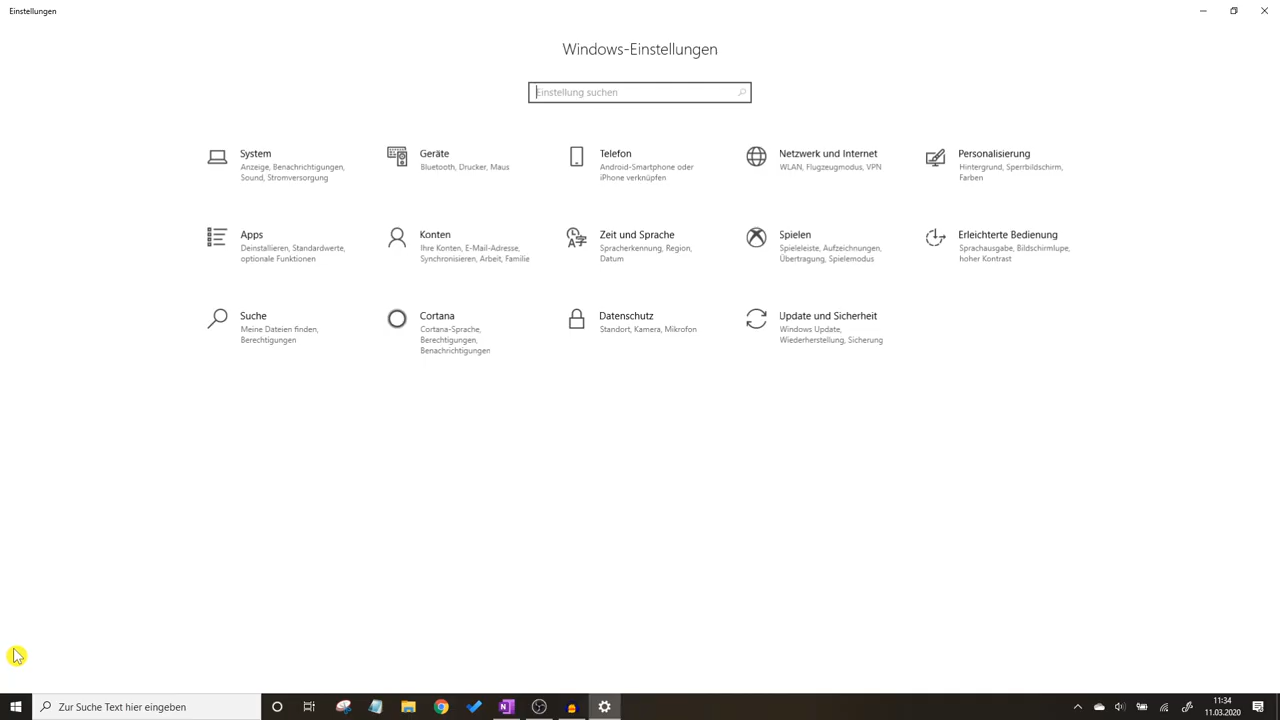 Einstellungen
Windows-Einstellungen
Einstellung suchen
System
Anzeige, Benachrichtigungen,
Sound, Stromversorgung
Geräte
Bluetooth, Drucker, Maus
Telefon
Android-Smartphone oder
iPhone verknüpfen
Netzwerk und Internet
WLAN, Flugzeugmodus, VPN
Personalisierung
Hintergrund, Sperrbildschirm,
Farben
Apps
Deinstallieren, Standardwerte,
optionale Funktionen
Konten
Ihre Konten, E-Mail-Adresse,
Synchronisieren, Arbeit, Familie
Zeit und Sprache
Spracherkennung, Region,
Datum
Spielen
Spieleleiste, Aufzeichnungen,
Übertragung, Spielemodus
Erleichterte Bedienung
Sprachausgabe, Bildschirmlupe,
hoher Kontrast
Suche
Meine Dateien finden,
Berechtigungen
Cortana
Cortana-Sprache,
Berechtigungen,
Benachrichtigungen
Datenschutz
Standort, Kamera, Mikrofon
Update und Sicherheit
Windows Update,
Wiederherstellung, Sicherung
Zur Suche Text hier eingeben
11:34
11.03.2020